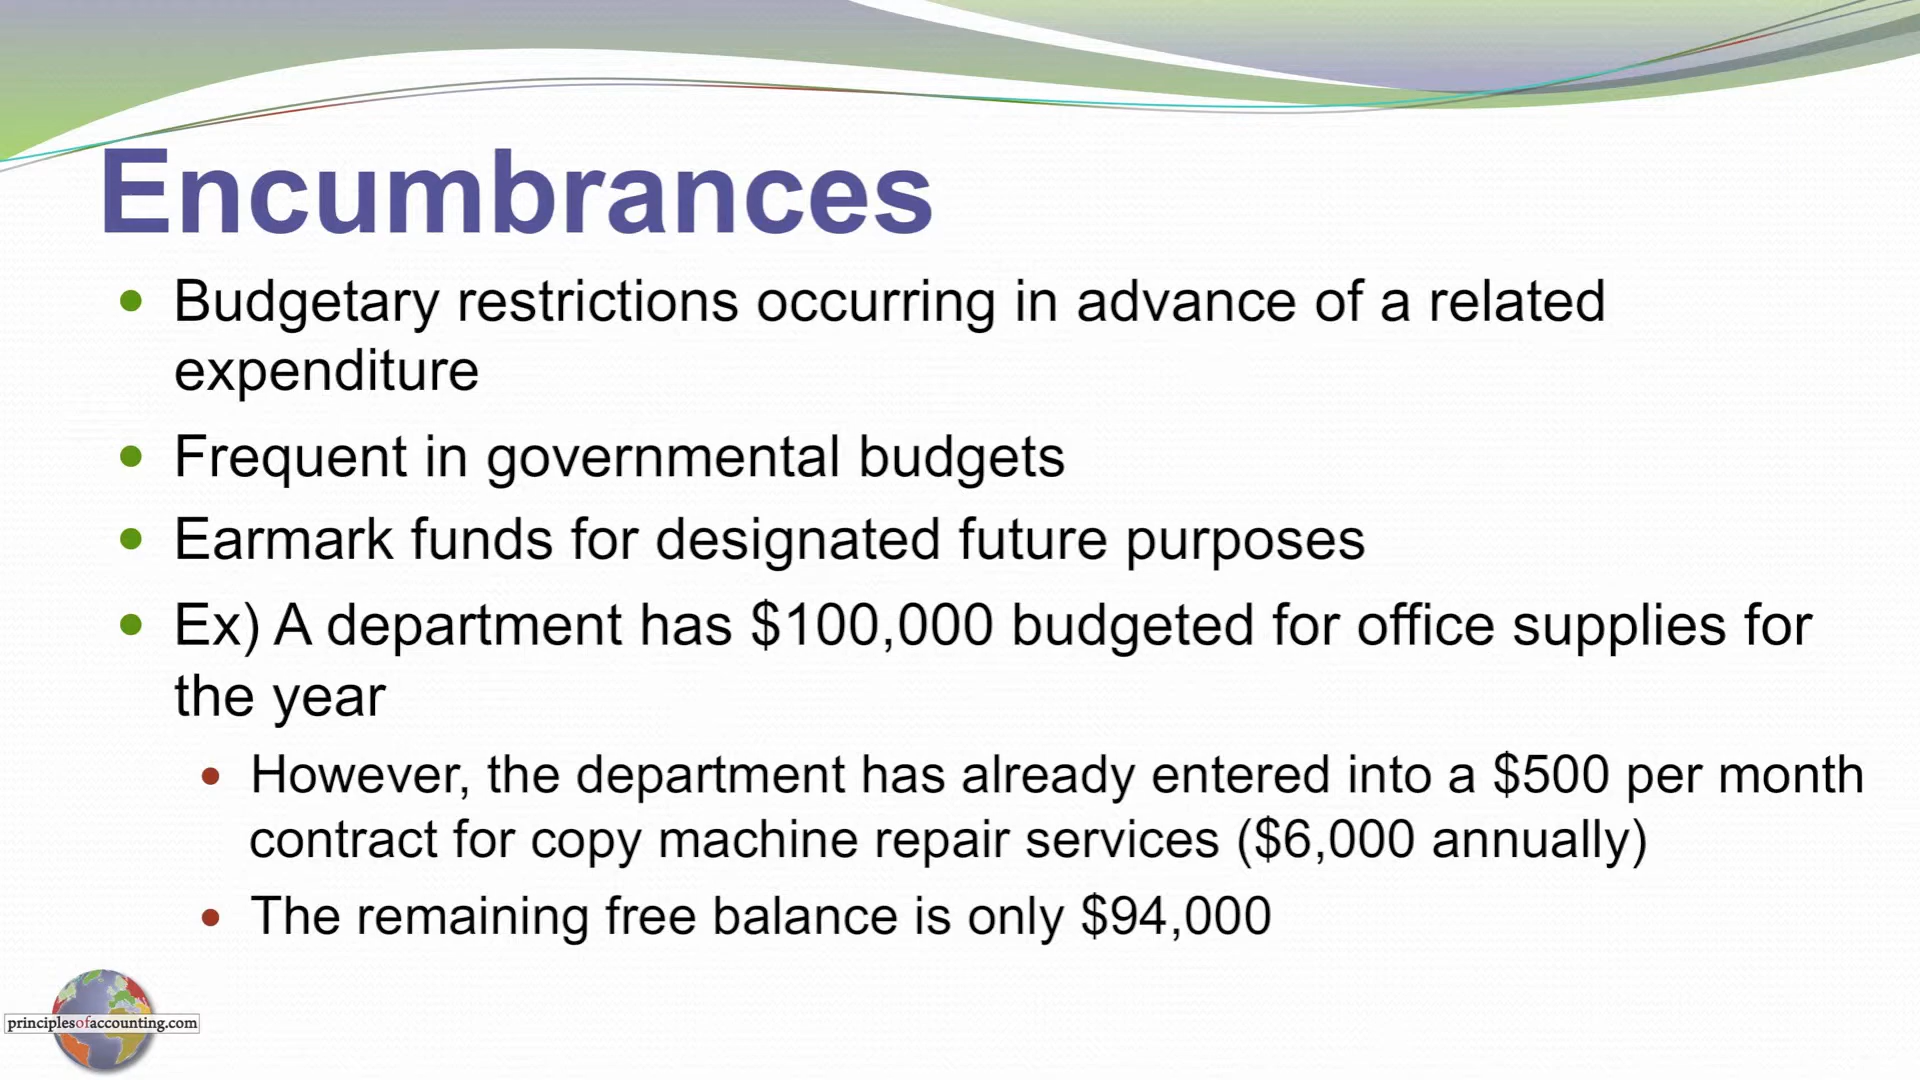 Encumbrances
Budgetary restrictions occurring in advance of a related
expenditure
Frequent in governmental budgets
Earmark funds for designated future purposes
Ex) A department has $100,000 budgeted for office supplies for
the year
However, the department has already entered into a $500 per month
contract for copy machine repair services ($6,000 annually)
The remaining free balance is only $94,000
principlesofaccounting.com